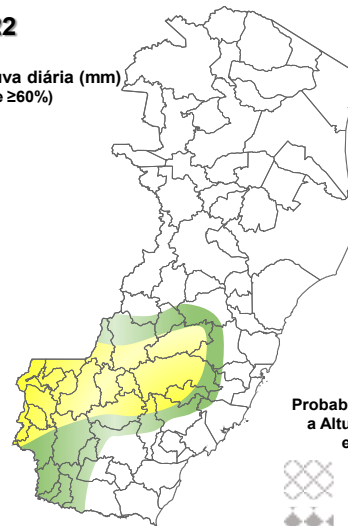 22
uva diária (mm)
e ≥60%)
Probab
a Altu
e